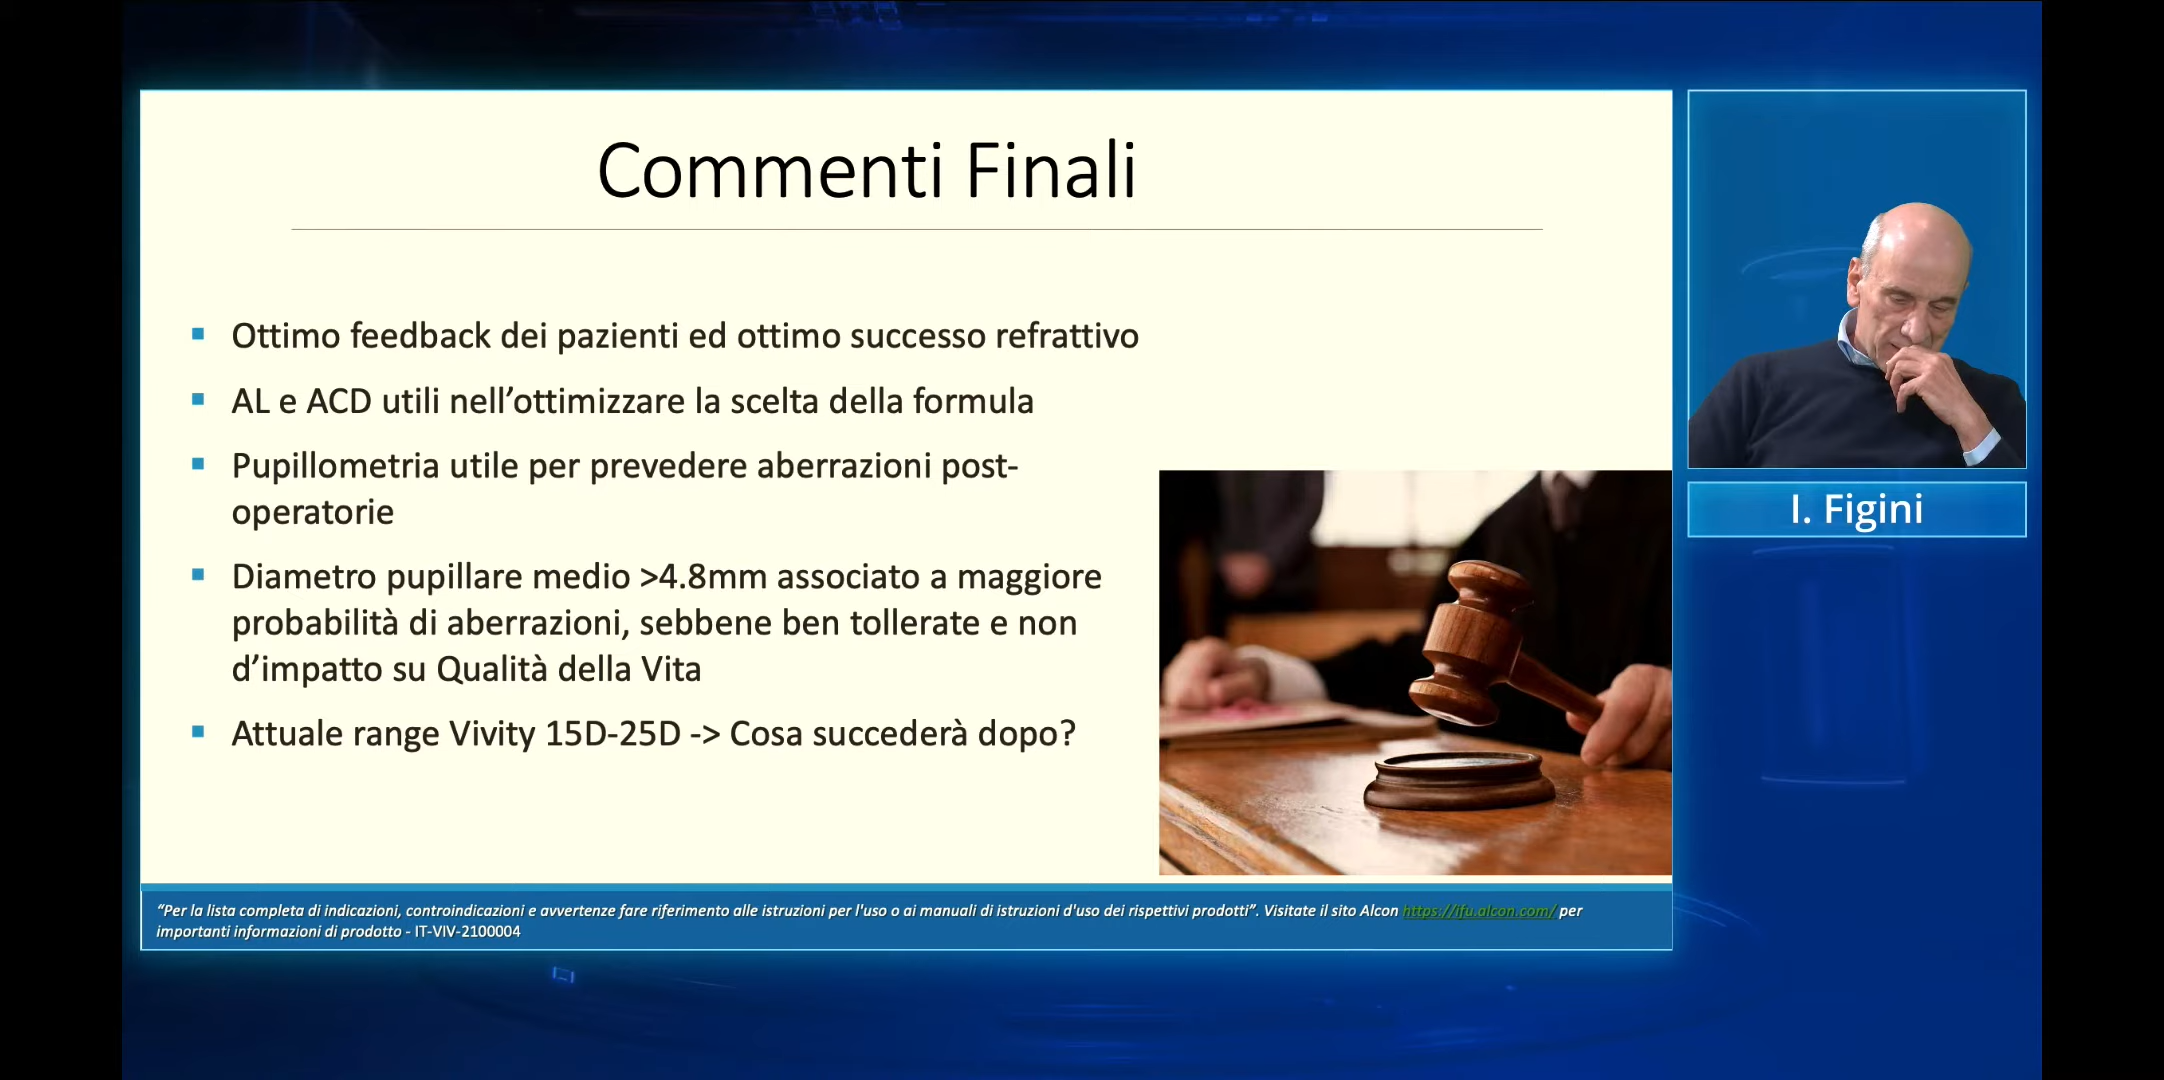 Commenti Finali
▪ Ottimo feedback dei pazienti ed ottimo successo refrattivo
▪ AL e ACD utili nell’ottimizzare la scelta della formula
▪ Pupillometria utile per prevedere aberrazioni post-
operatorie
▪ Diametro pupillare medio >4.8mm associato a maggiore
probabilità di aberrazioni, sebbene ben tollerate e non
d’impatto su Qualità della Vita
▪ Attuale range Vivity 15D-25D -> Cosa succederà dopo?
I. Figini
“Per la lista completa di indicazioni, controindicazioni e avvertenze fare riferimento alle istruzioni per l'uso o ai manuali di istruzioni d'uso dei rispettivi prodotti”. Visitate il sito Alcon https://ifu.alcon.com/ per
importanti informazioni di prodotto - IT-VIV-2100004